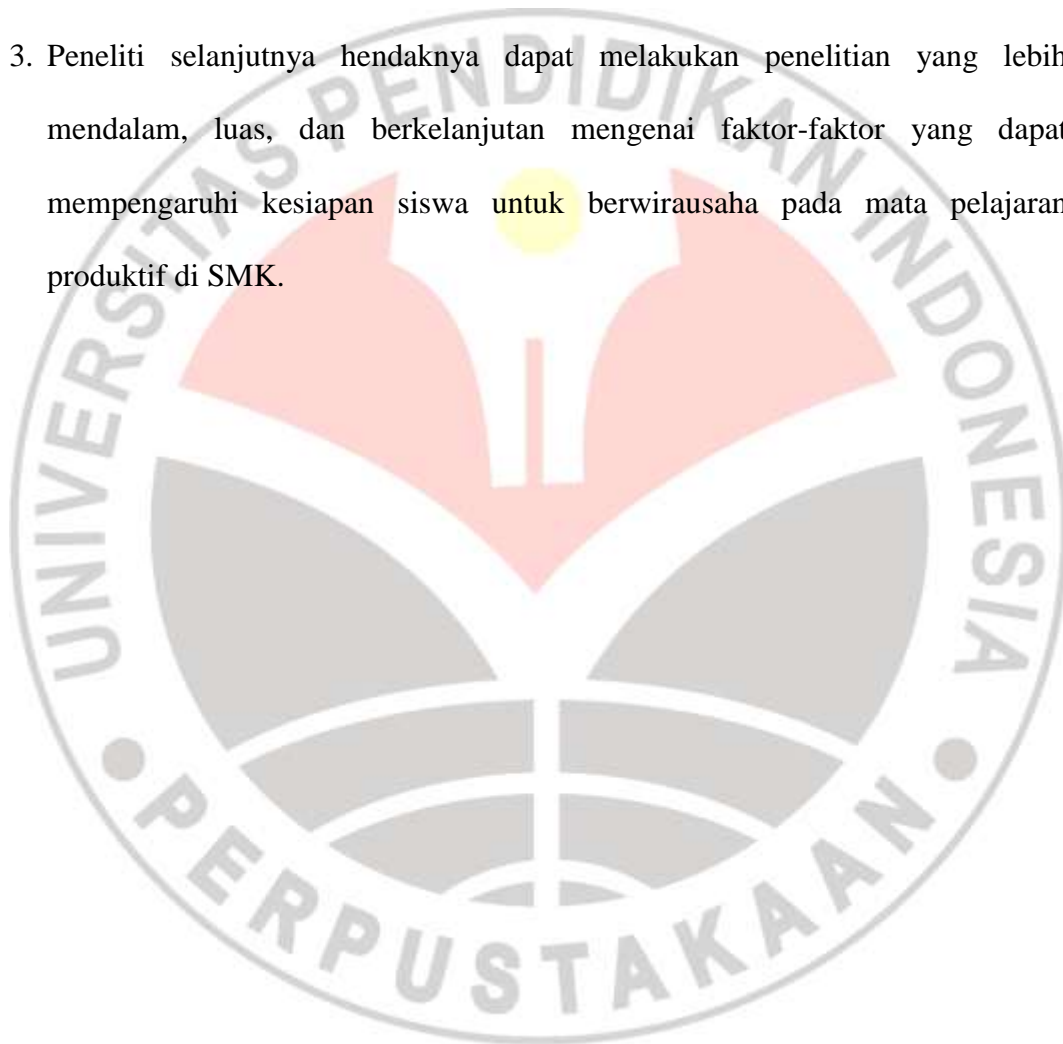 3. Peneliti selanjutnya hendaknya dapat melakukan penelitian yang lebih
mendalam, luas, dan berkelanjutan mengenai faktor-faktor yang dapat
mempengaruhi kesiapan siswa untuk berwirausaha pada mata pelajaran
produktif di SMK.
UNIVERSITAS PENDIDIKAN INDONESIA
PERPUSTAKAAN